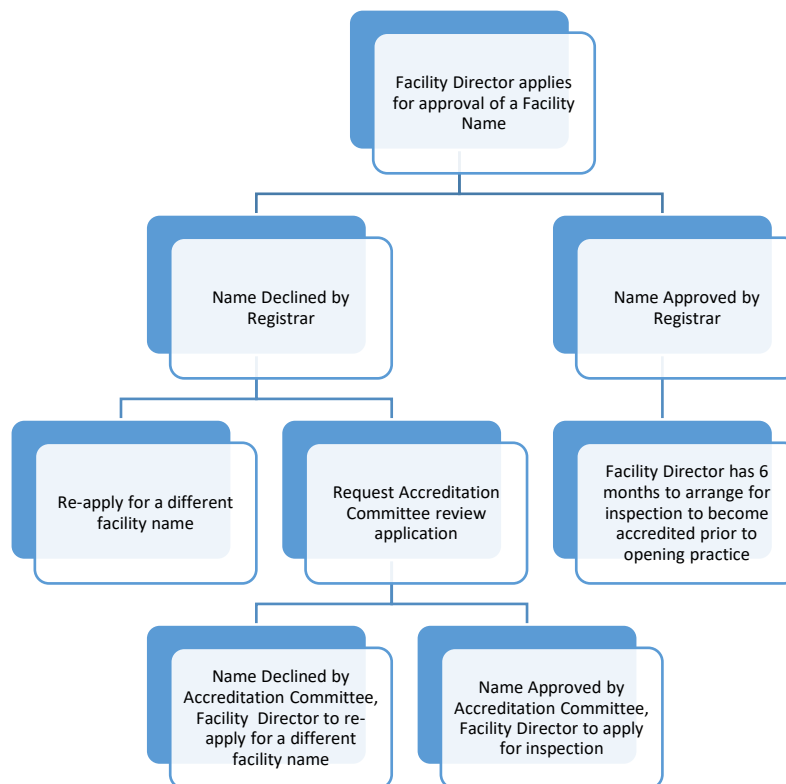 Facility Director applies
for approval of a Facility
Name
Name Declined by
Registrar
Name Approved by
Registrar
Re-apply for a different
facility name
Request Accreditation
Committee review
application
Facility Director has 6
months to arrange for
inspection to become
accredited prior to
opening practice
Name Declined by
Accreditation Committee,
Facility  Director to re-
apply for a different
facility name
Name Approved by
Accreditation Committee,
Facility Director to apply
for inspection